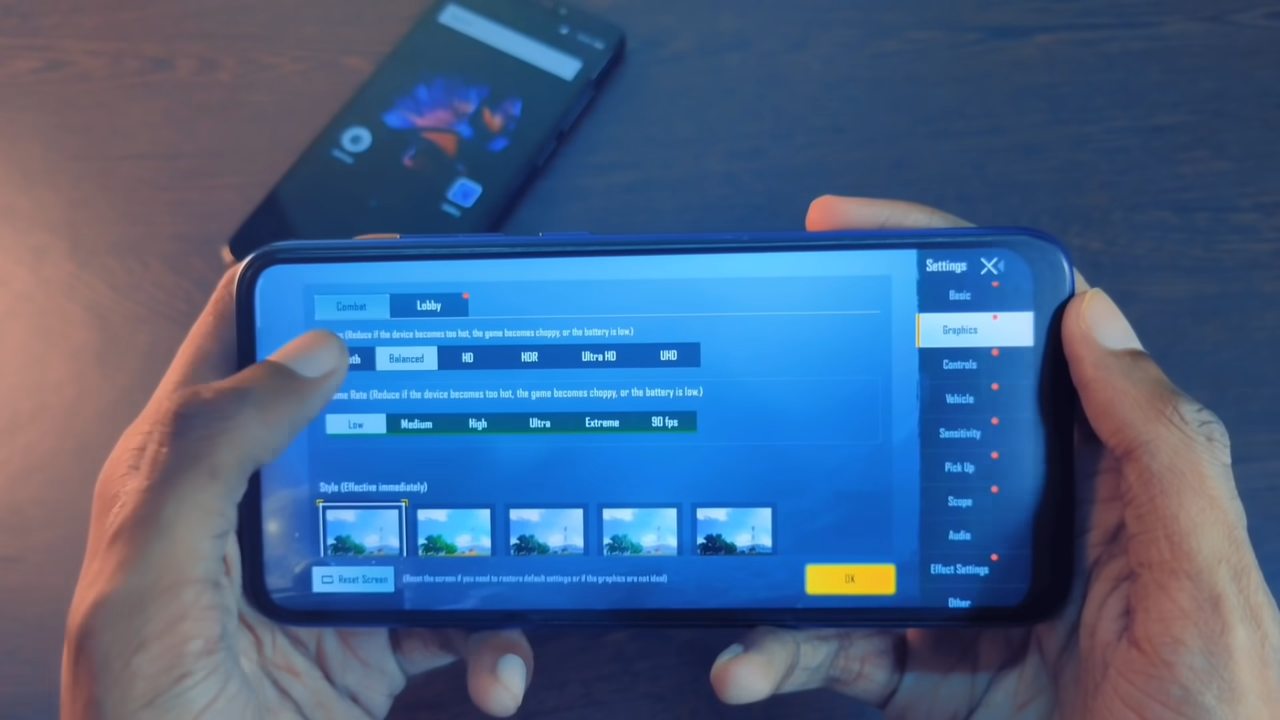 Settings
Combat Lobby
(Reduce if the device becomes too hot, the game becomes choppy, or the battery is low.)
Balanced HD HDR Ultra HD UHD
Rate (Reduce if the device becomes too hot, the game becomes choppy, or the battery is low.)
Low Medium High Ultra Extreme 90 fps
Style (Effective immediately)
Reset Screen (Reset the screen if you need to restore default settings or if the graphics are not ideal)
OK
Basic
Graphics
Controls
Vehicle
Sensitivity
Pick Up
Scope
Audio
Effect Settings
Other